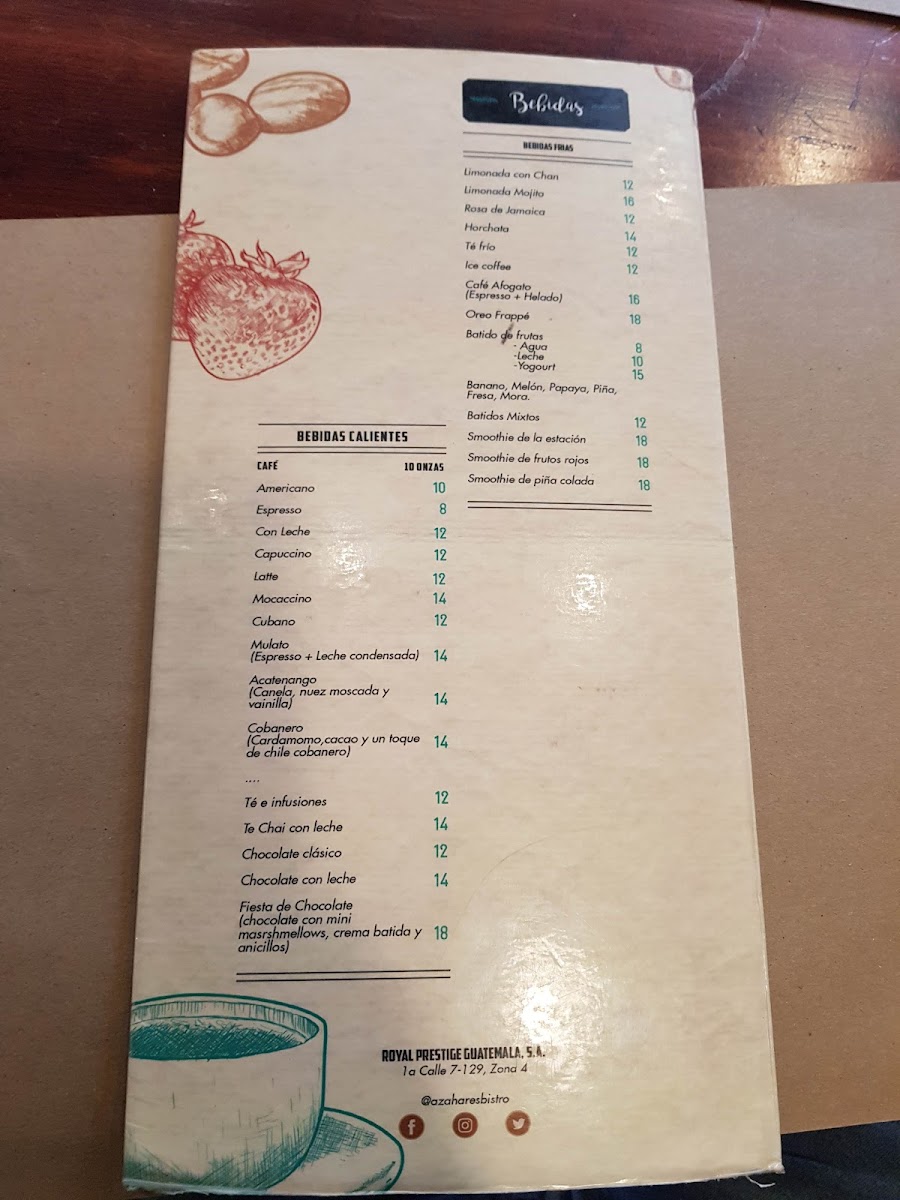 Bebidas
BEBIDAS FRIAS
Limonada con Chan 12
Limonada Mojito 16
Rosa de Jamaica 12
Horchata 14
Té frío 12
Ice coffee 12
Café Afogato
(Espresso + Helado) 16
Oreo Frappé 18
Batido de frutas
- Agua 8
-Leche 10
-Yogourt 15
Banano, Melón, Papaya, Piña,
Fresa, Mora.
Batidos Mixtos 12
Smoothie de la estación 18
Smoothie de frutos rojos 18
Smoothie de piña colada 18
BEBIDAS CALIENTES
CAFÉ 10 ONZAS
Americano 10
Espresso 8
Con Leche 12
Capuccino 12
Latte 12
Mocaccino 14
Cubano 12
Mulato
(Espresso + Leche condensada) 14
Acatenango
(Canela, nuez moscada y
vainilla) 14
Cobanero
(Cardamomo,cacao y un toque
de chile cobanero) 14
....
Té e infusiones 12
Te Chai con leche 14
Chocolate clásico 12
Chocolate con leche 14
Fiesta de Chocolate
(chocolate con mini
masrshmellows, crema batida y
anicillos) 18
ROYAL PRESTIGE GUATEMALA, S.A.
1a Calle 7-129, Zona 4
@azaharesbistro